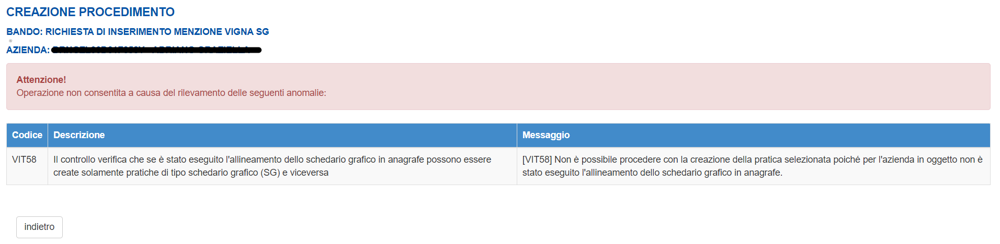 CREAZIONE PROCEDIMENTO
BANDO: RICHIESTA DI INSERIMENTO MENZIONE VIGNA SG
AZIENDA:
Attenzione!
Operazione non consentita a causa del rilevamento delle seguenti anomalie:
Codice Descrizione Messaggio
VIT58 Il controllo verifica che se è stato eseguito l'allineamento dello schedario grafico in anagrafe possono essere [VIT58] Non è possibile procedere con la creazione della pratica selezionata poiché per l'azienda in oggetto non è
create solamente pratiche di tipo schedario grafico (SG) e viceversa stato eseguito l'allineamento dello schedario grafico in anagrafe.
indietro